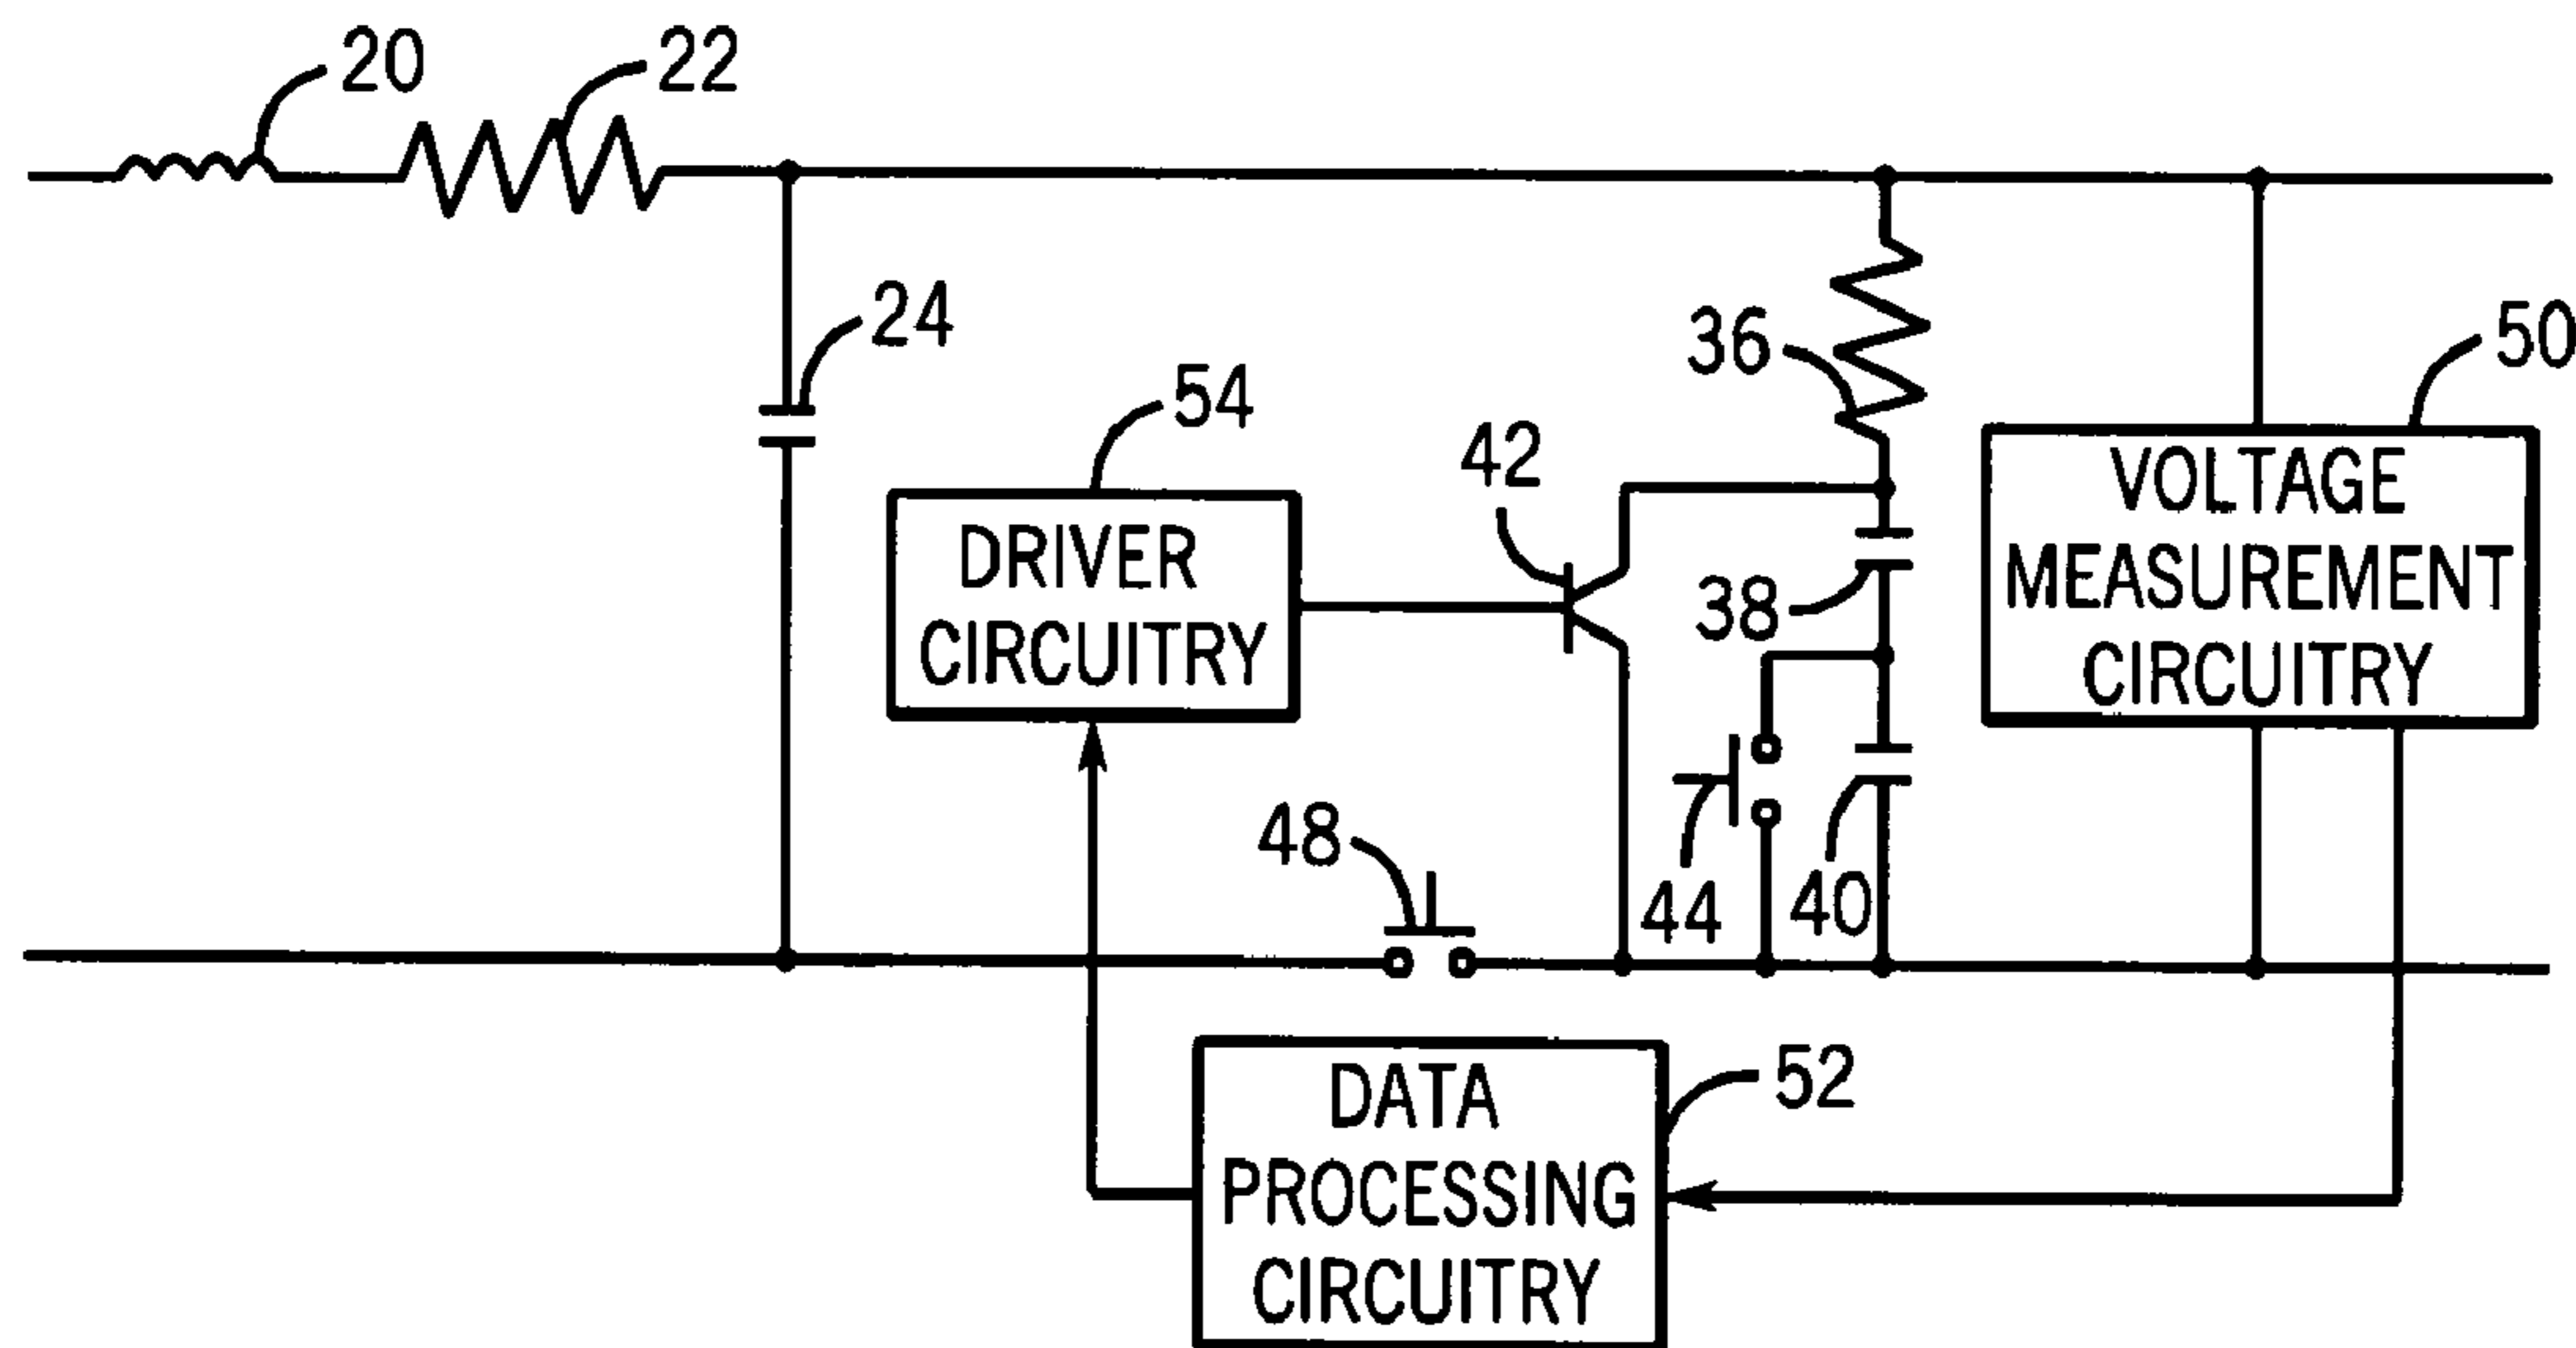 20
22
24
54
DRIVER
CIRCUITRY
42
36
38
50
VOLTAGE
MEASUREMENT
CIRCUITRY
48
44
40
52
DATA
PROCESSING
CIRCUITRY